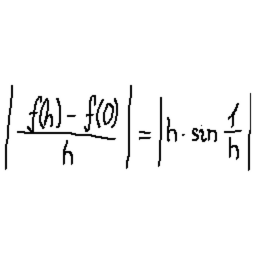 |(f(h) - f(0))/h| = |h · sin 1/h|